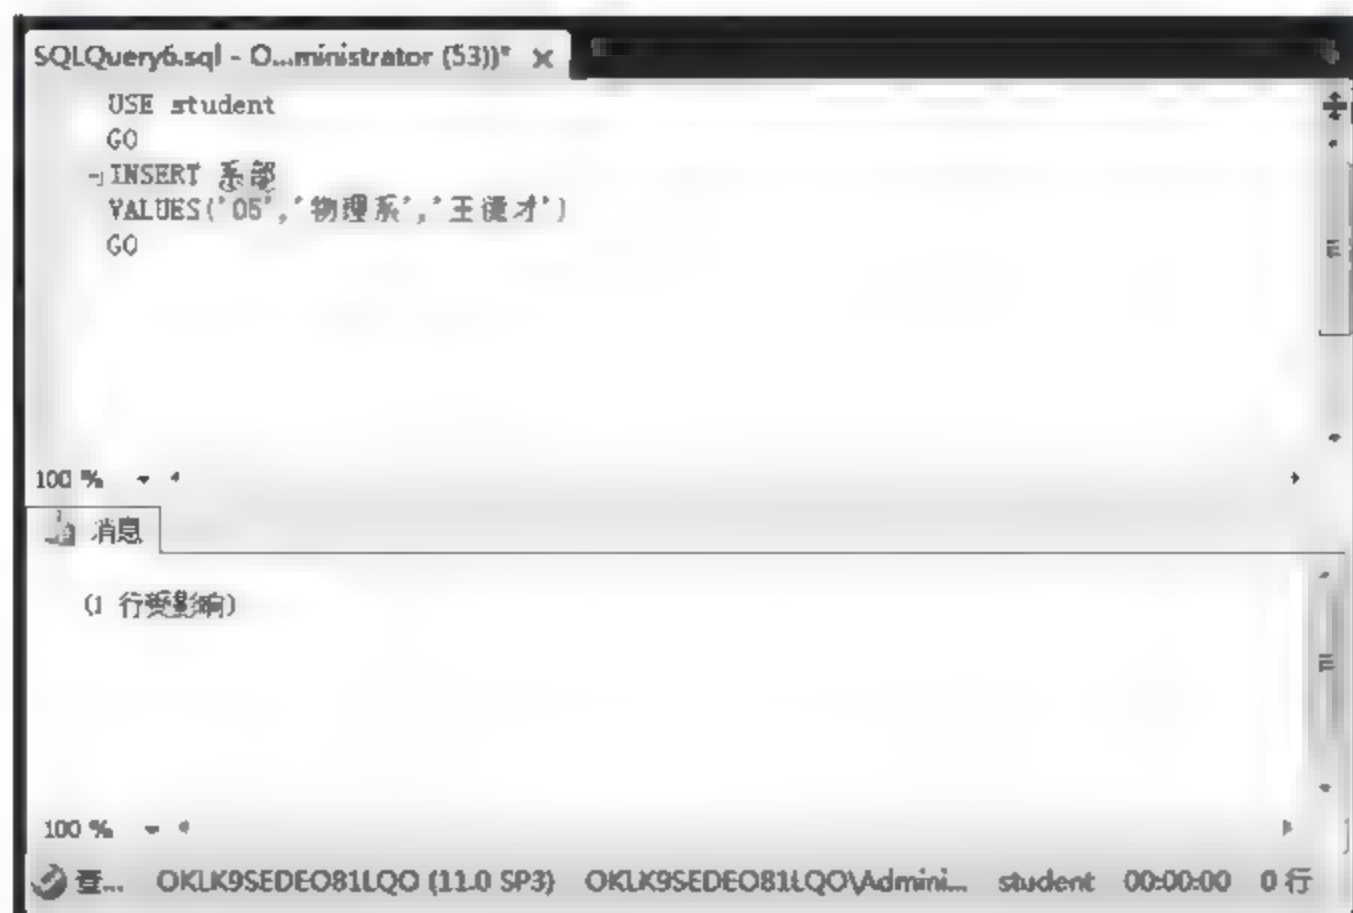 SQLQuery6.sql - O...ministrator (53))*
USE student
GO
INSERT 系部
VALUES('05','物理系','王德才')
GO
100 %
消息
(1 行受影响)
100 %
查... OKLK9SEDEO81LQO (11.0 SP3) OKLK9SEDEO81LQO\Admini... student 00:00:00 0 行